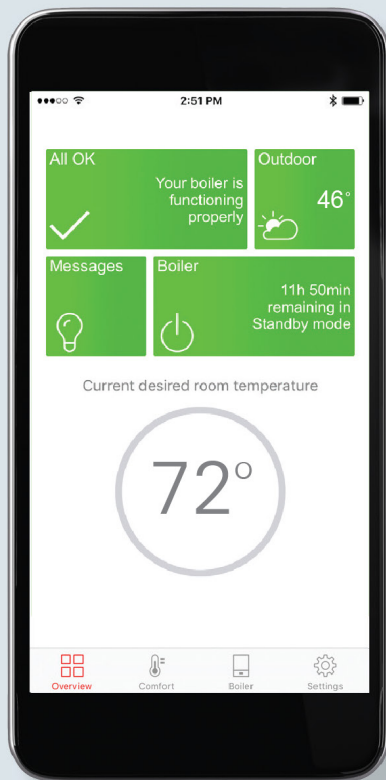 2:51 PM
All OK
Your boiler is
functioning
properly
Outdoor
46°
Messages
Boiler
11h 50min
remaining in
Standby mode
Current desired room temperature
72°
Overview
Comfort
Boiler
Settings